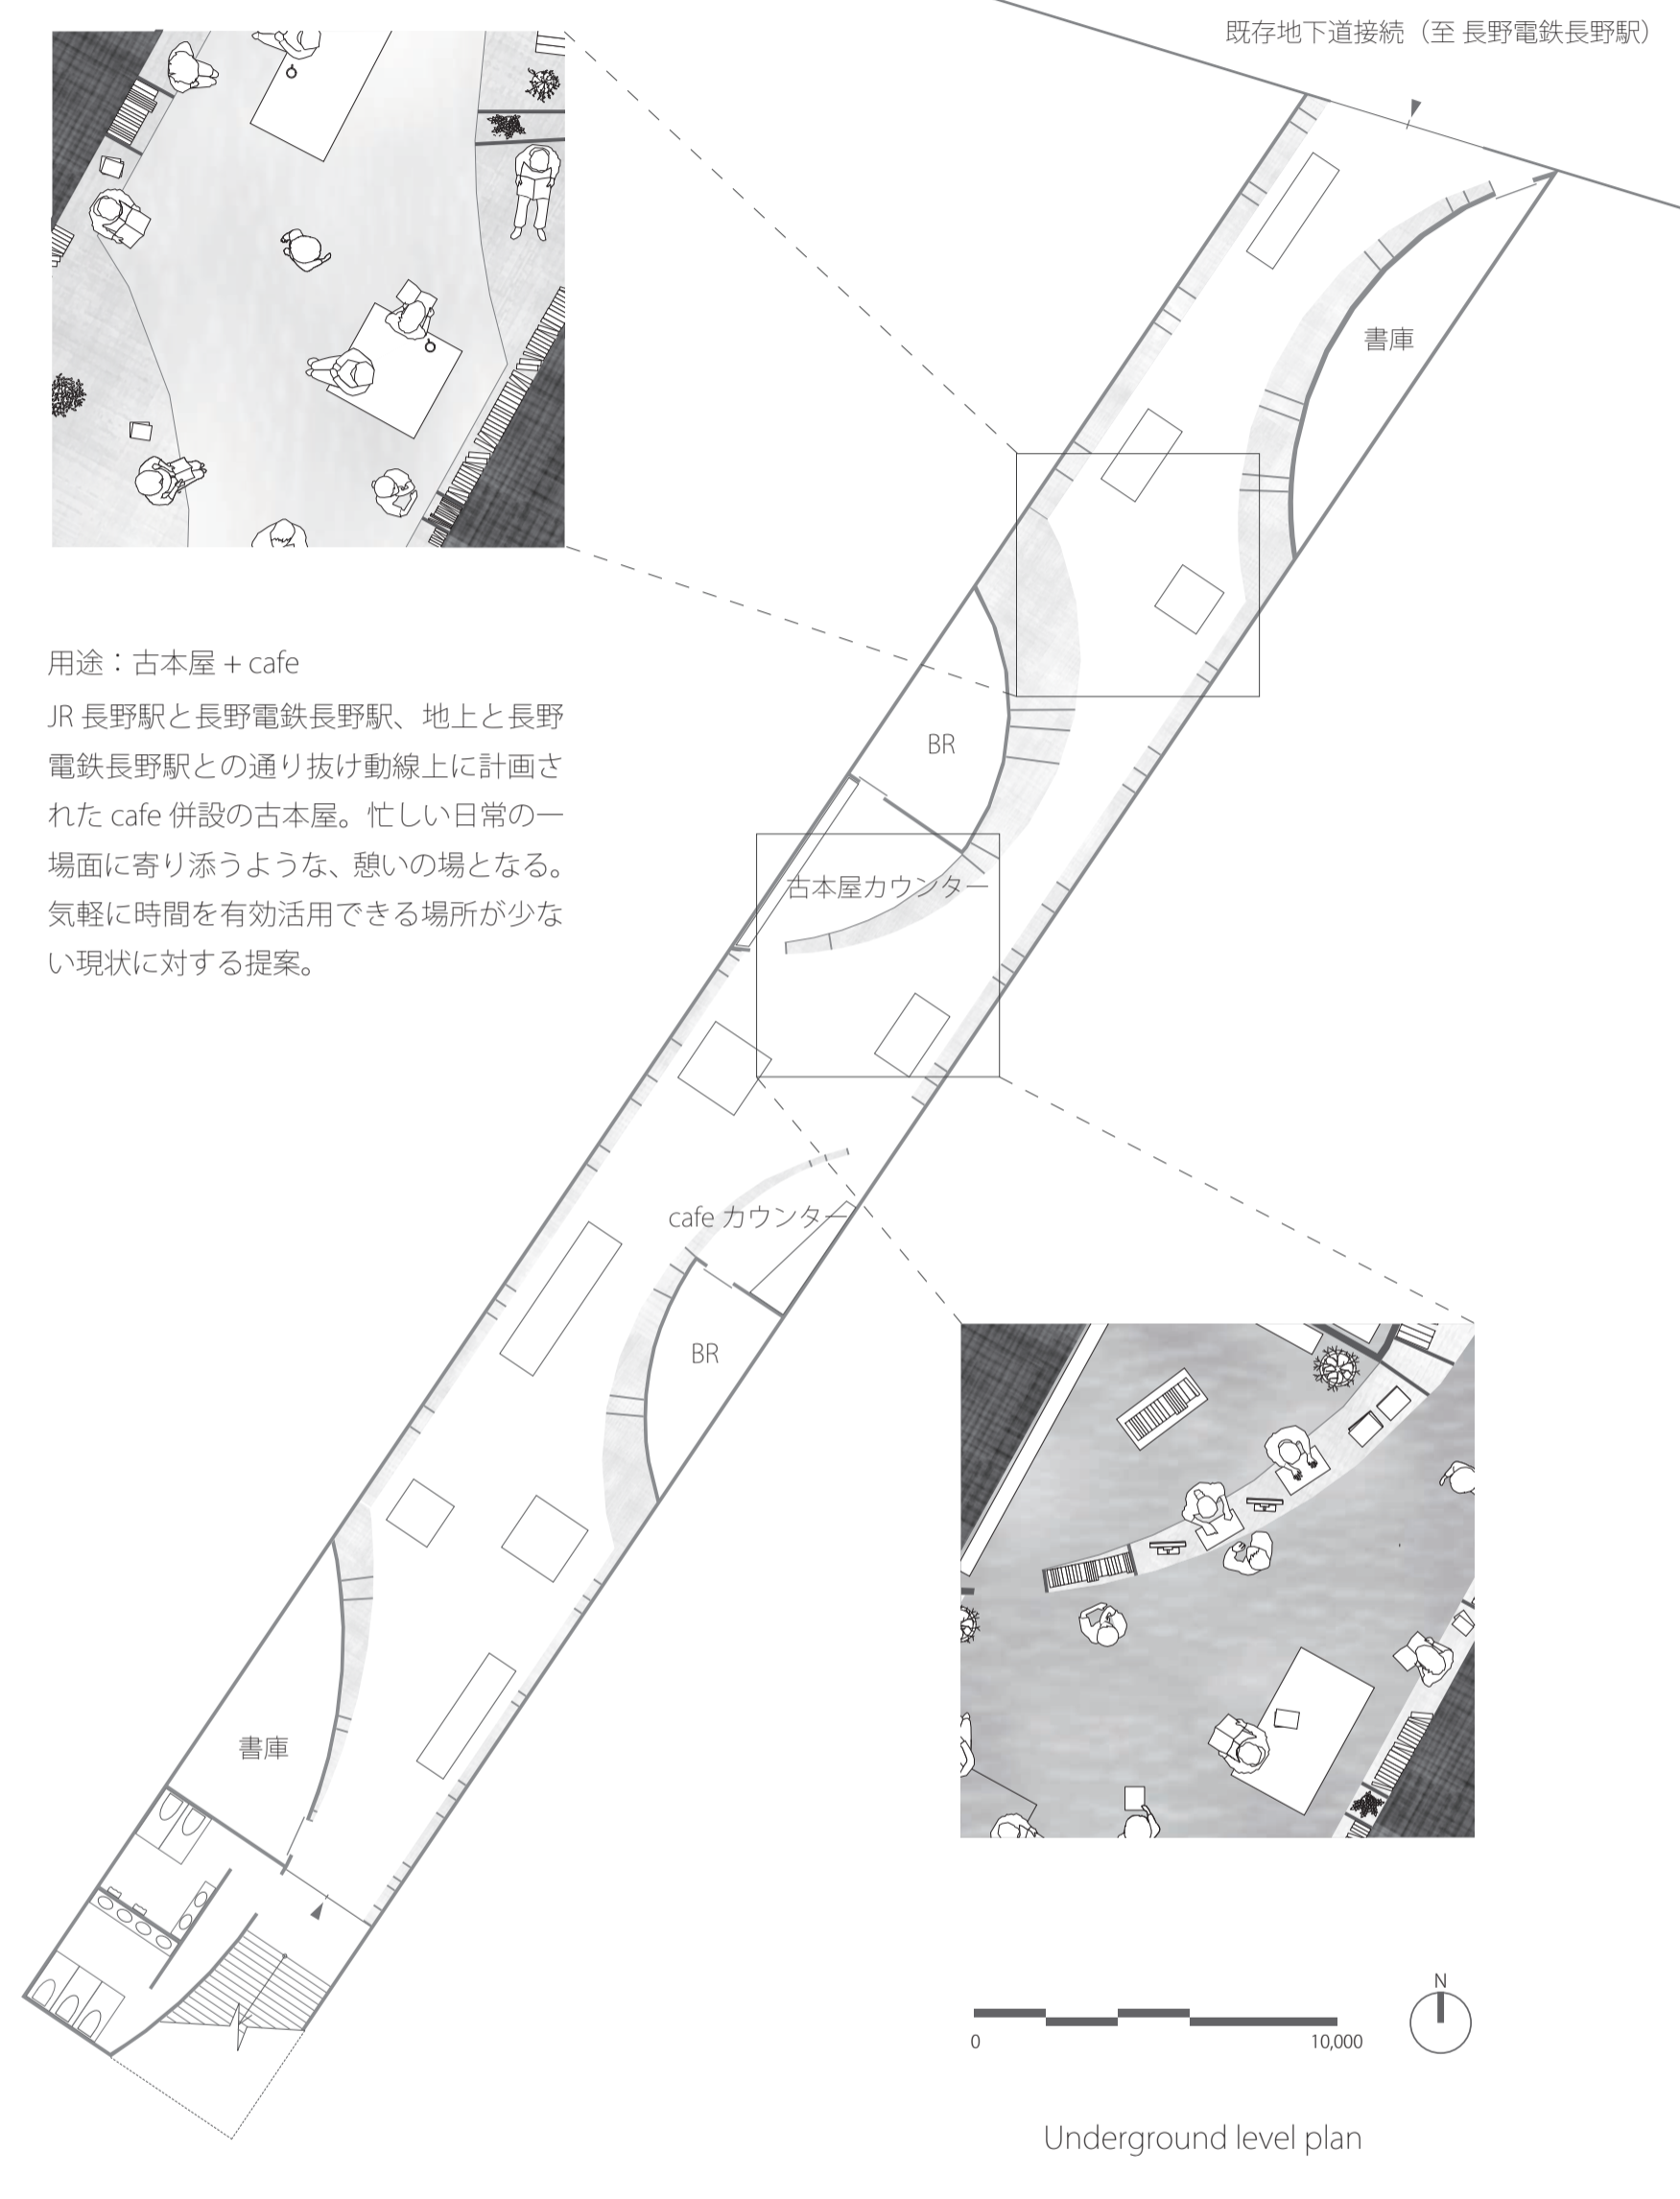 既存地下道接続（至 長野電鉄長野駅）
書庫
用途：古本屋 + cafe
JR 長野駅と長野電鉄長野駅、地上と長野
電鉄長野駅との通り抜け動線上に計画さ
れた cafe 併設の古本屋。忙しい日常の一
場面に寄り添うような、憩いの場となる。
気軽に時間を有効活用できる場所が少な
い現状に対する提案。
BR
古本屋カウンター
cafe カウンター
BR
書庫
N
0
10,000
Underground level plan